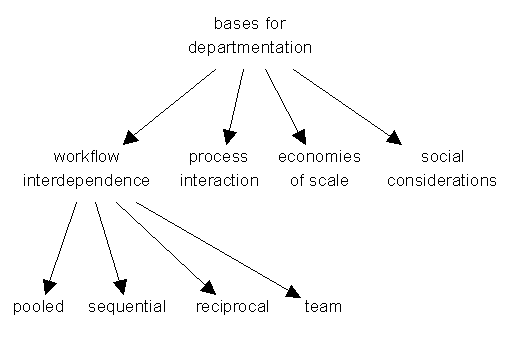 bases for
departmentation
workflow
interdependence
process
interaction
economies
of scale
social
considerations
pooled
sequential
reciprocal
team